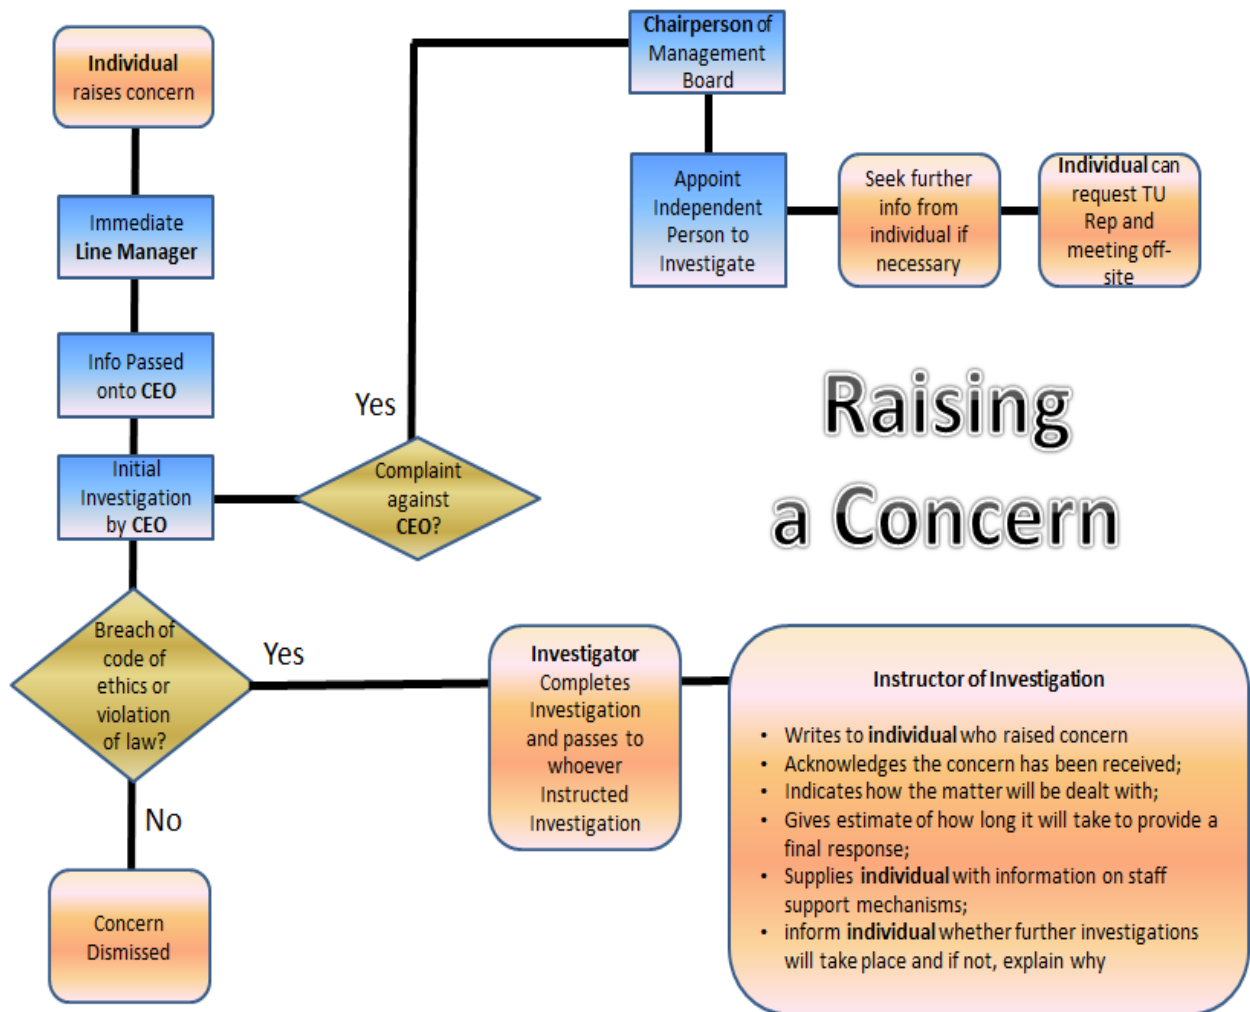 Individual
raises concern
Immediate
Line Manager
Info Passed
onto CEO
Initial
Investigation
by CEO
Complaint
against
CEO?
Yes
Chairperson of
Management
Board
Appoint
Independent
Person to
Investigate
Seek further
info from
individual if
necessary
Individual can
request TU
Rep and
meeting off-
site
Raising
a Concern
Breach of
code of
ethics or
violation
of law?
Yes
No
Concern
Dismissed
Investigator
Completes
Investigation
and passes to
whoever
Instructed
Investigation
Instructor of Investigation
• Writes to individual who raised concern
• Acknowledges the concern has been received;
• Indicates how the matter will be dealt with;
• Gives estimate of how long it will take to provide a
final response;
• Supplies individual with information on staff
support mechanisms;
• inform individual whether further investigations
will take place and if not, explain why